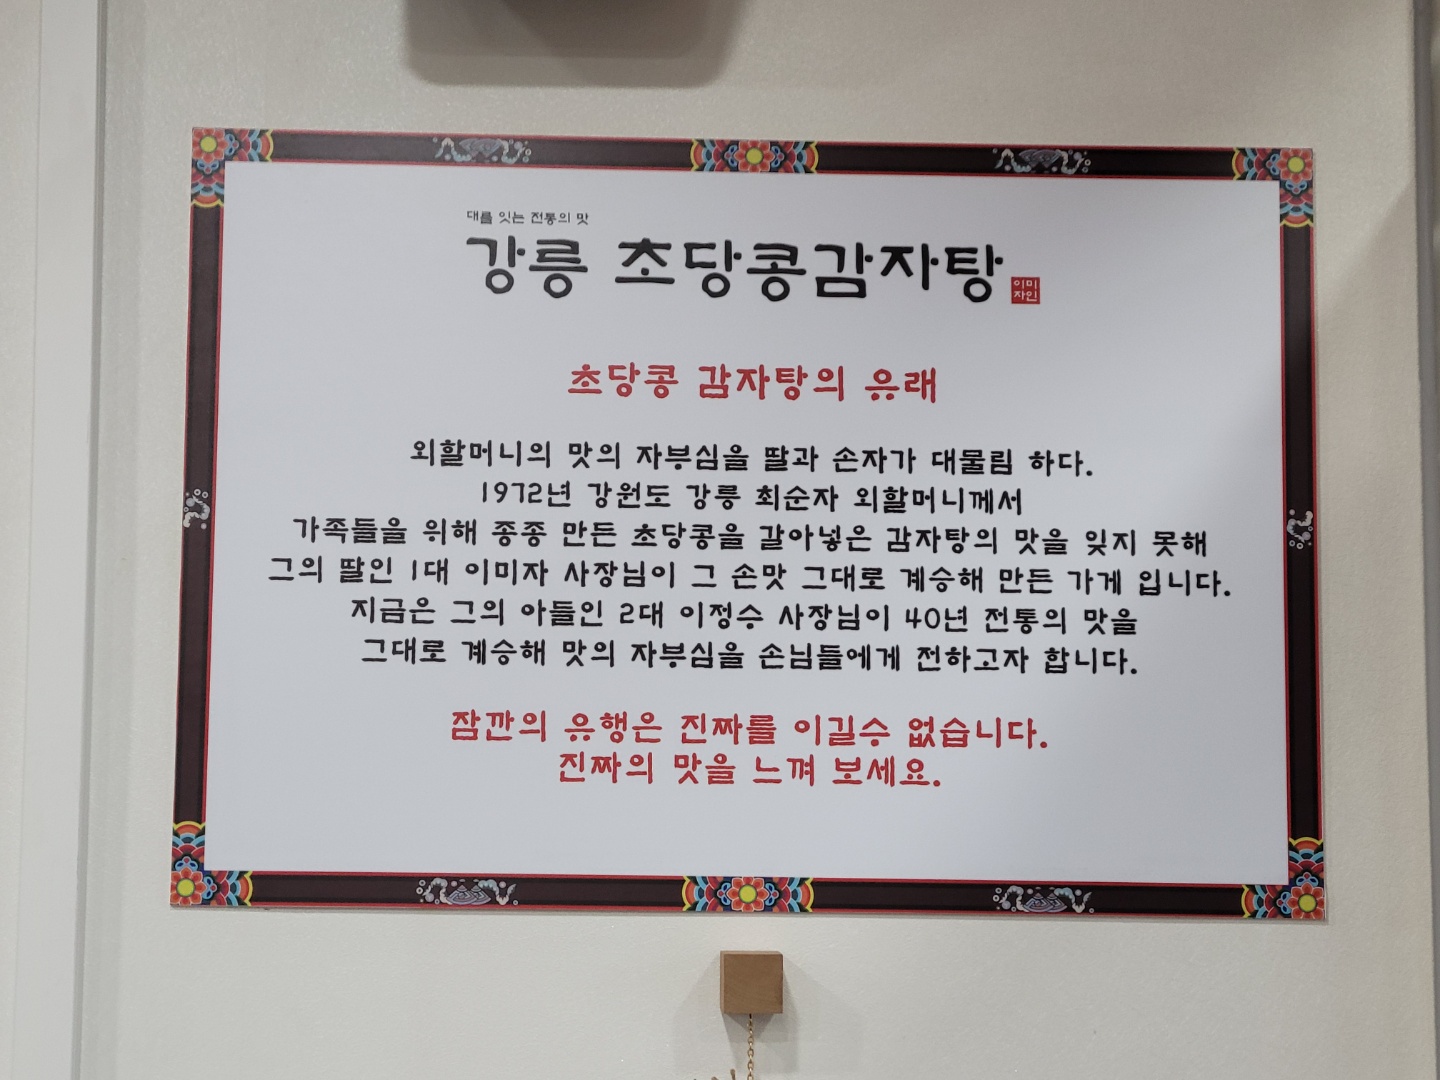 대를 잇는 전통의 맛
강릉 초당콩감자탕
이미
자인
초당콩 감자탕의 유래
외할머니의 맛의 자부심을 딸과 손자가 대물림 하다.
1972년 강원도 강릉 최순자 외할머니께서
가족들을 위해 종종 만든 초당콩을 갈아넣은 감자탕의 맛을 잊지 못해
그의 딸인 1대 이미자 사장님이 그 손맛 그대로 계승해 만든 가게 입니다.
지금은 그의 아들인 2대 이정승 사장님이 40년 전통의 맛을
그대로 계승해 맛의 자부심을 손님들에게 전하고자 합니다.
잠깐의 유행은 진짜를 이길수 없습니다.
진짜의 맛을 느껴 보세요.